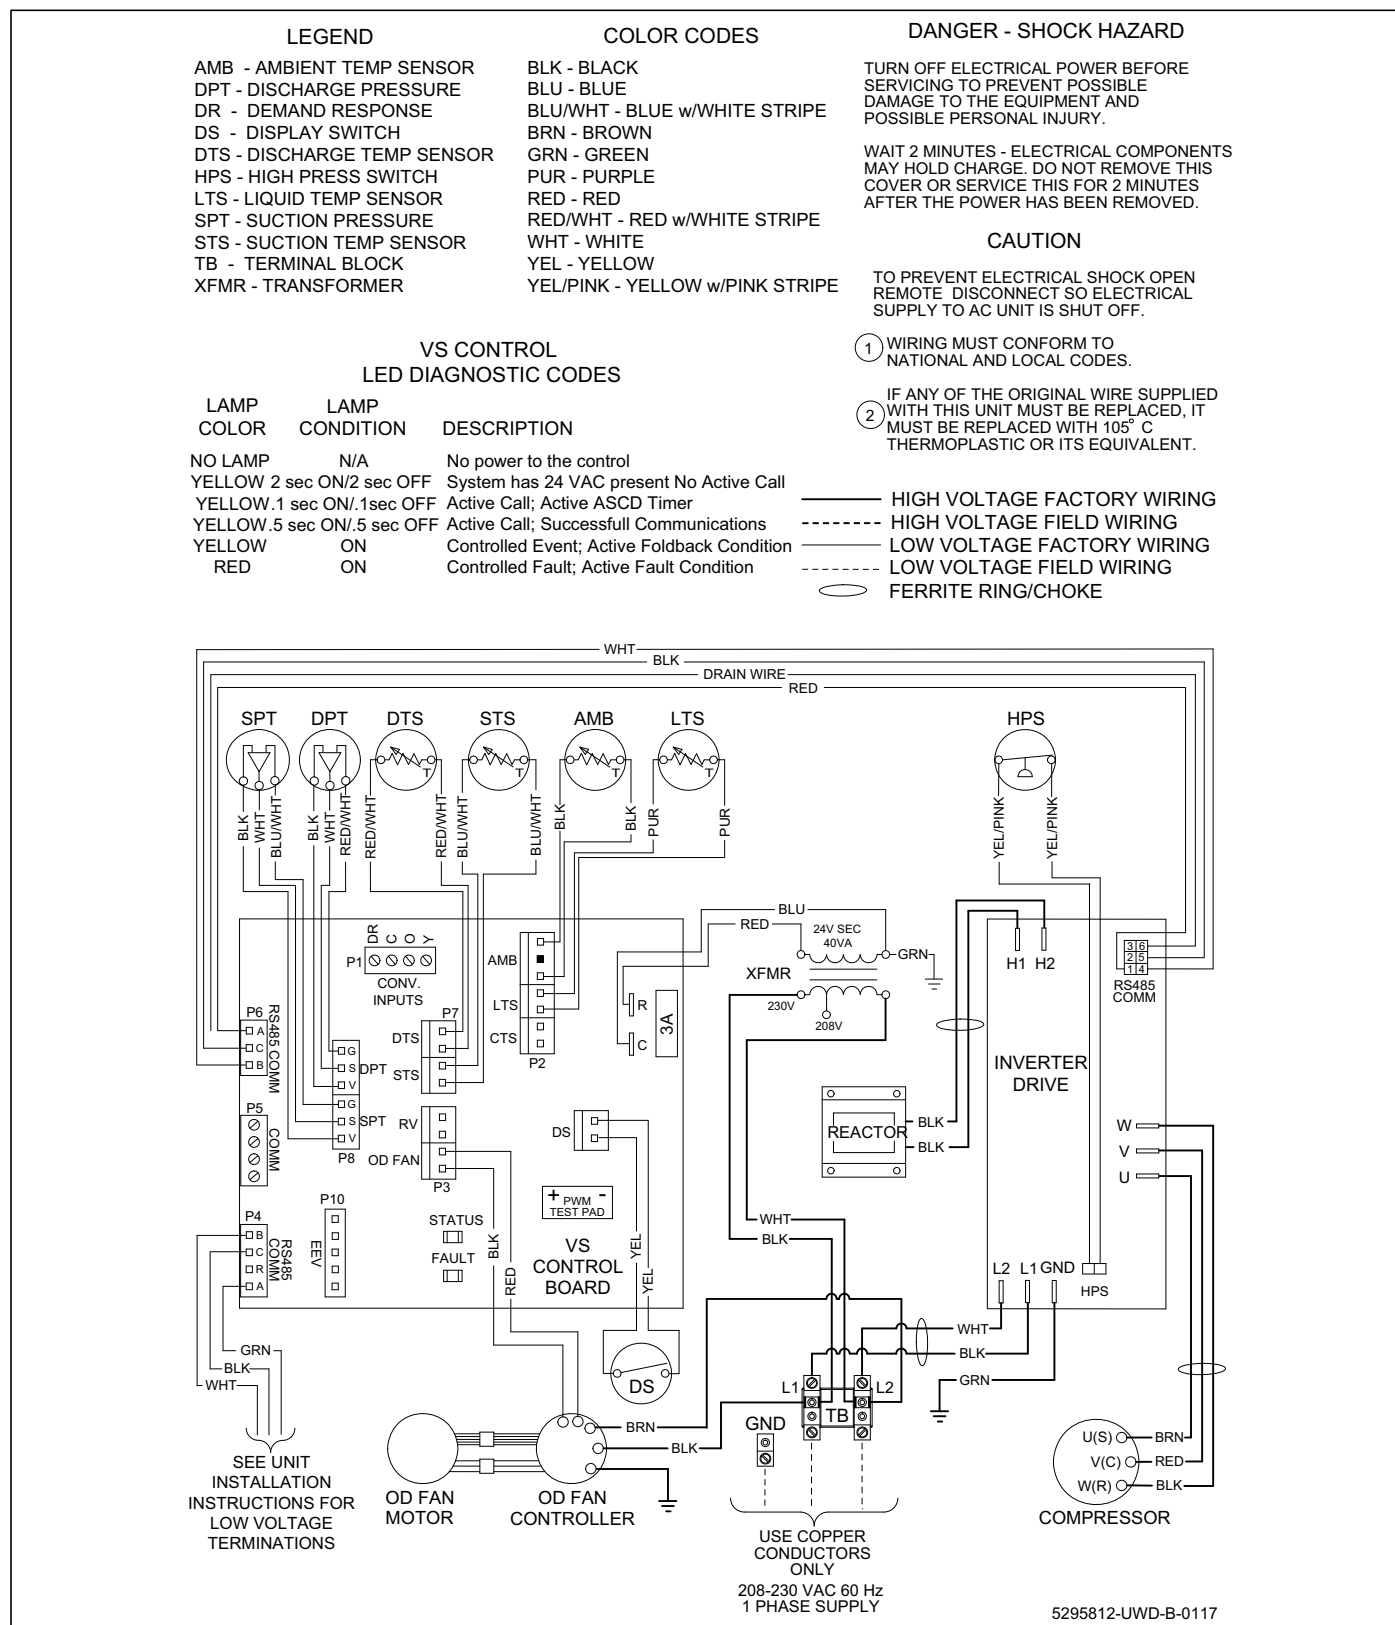 LEGEND
AMB - AMBIENT TEMP SENSOR
DPT - DISCHARGE PRESSURE
DR - DEMAND RESPONSE
DS - DISPLAY SWITCH
DTS - DISCHARGE TEMP SENSOR
HPS - HIGH PRESS SWITCH
LTS - LIQUID TEMP SENSOR
SPT - SUCTION PRESSURE
STS - SUCTION TEMP SENSOR
TB - TERMINAL BLOCK
XFMR - TRANSFORMER
COLOR CODES
BLK - BLACK
BLU - BLUE
BLU/WHT - BLUE w/WHITE STRIPE
BRN - BROWN
GRN - GREEN
PUR - PURPLE
RED - RED
RED/WHT - RED w/WHITE STRIPE
WHT - WHITE
YEL - YELLOW
YEL/PINK - YELLOW w/PINK STRIPE
DANGER - SHOCK HAZARD
TURN OFF ELECTRICAL POWER BEFORE
SERVICING TO PREVENT POSSIBLE
DAMAGE TO THE EQUIPMENT AND
POSSIBLE PERSONAL INJURY.
WAIT 2 MINUTES - ELECTRICAL COMPONENTS
MAY HOLD CHARGE. DO NOT REMOVE THIS
COVER OR SERVICE THIS FOR 2 MINUTES
AFTER THE POWER HAS BEEN REMOVED.
CAUTION
TO PREVENT ELECTRICAL SHOCK OPEN
REMOTE DISCONNECT SO ELECTRICAL
SUPPLY TO AC UNIT IS SHUT OFF.
1 WIRING MUST CONFORM TO
NATIONAL AND LOCAL CODES.
2 IF ANY OF THE ORIGINAL WIRE SUPPLIED
WITH THIS UNIT MUST BE REPLACED, IT
MUST BE REPLACED WITH 105° C
THERMOPLASTIC OR ITS EQUIVALENT.
VS CONTROL
LED DIAGNOSTIC CODES
LAMP COLOR LAMP CONDITION DESCRIPTION
NO LAMP N/A No power to the control
YELLOW 2 sec ON/2 sec OFF System has 24 VAC present No Active Call
YELLOW .1 sec ON/.1sec OFF Active Call; Active ASCD Timer
YELLOW .5 sec ON/.5 sec OFF Active Call; Successfull Communications
YELLOW ON Controlled Event; Active Foldback Condition
RED ON Controlled Fault; Active Fault Condition
HIGH VOLTAGE FACTORY WIRING
HIGH VOLTAGE FIELD WIRING
LOW VOLTAGE FACTORY WIRING
LOW VOLTAGE FIELD WIRING
FERRITE RING/CHOKE
WHT
BLK
DRAIN WIRE
RED
SPT DPT DTS STS AMB LTS HPS
T T T T
BLK WHT BLU/WHT BLK WHT RED/WHT RED/WHT RED/WHT BLU/WHT BLU/WHT BLK BLK PUR PUR YEL/PINK YEL/PINK
BLU
RED
24V SEC
40VA
GRN
XFMR
230V
208V
H1 H2
3 6
2 5
1 4
RS485
COMM
DR C O Y
P1
CONV.
INPUTS
AMB
LTS
CTS
P2
R
C
3A
P6
A
C
B
RS485 COMM
P7
DTS
STS
G
S DPT
V
G
S SPT
V
P8
P5
COMM
RV
OD FAN
P3
DS
+ PWM -
TEST PAD
INVERTER
DRIVE
REACTOR
BLK
BLK
W
V
U
P4
B
C
R
A
RS485
COMM
P10
EEV
STATUS
FAULT
BLK
RED
VS
CONTROL
BOARD
YEL
YEL
WHT
BLK
L2 L1 GND
HPS
WHT
BLK
GRN
GRN
BLK
WHT
DS
L1 L2
TB
GND
BRN
BLK
SEE UNIT
INSTALLATION
INSTRUCTIONS FOR
LOW VOLTAGE
TERMINATIONS
OD FAN
MOTOR
OD FAN
CONTROLLER
USE COPPER
CONDUCTORS
ONLY
208-230 VAC 60 Hz
1 PHASE SUPPLY
U(S) BRN
V(C) RED
W(R) BLK
COMPRESSOR
5295812-UWD-B-0117